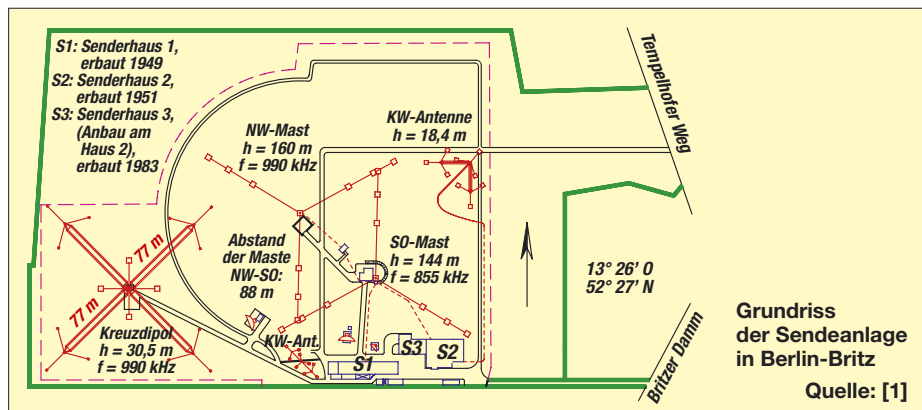 S1: Senderhaus 1,
erbaut 1949
S2: Senderhaus 2,
erbaut 1951
S3: Senderhaus 3,
(Anbau am
Haus 2),
erbaut 1983
NW-Mast
h = 160 m
f = 990 kHz
KW-Antenne
h = 18,4 m
Tempelhofer Weg
Abstand
der Maste
NW-SO:
88 m
SO-Mast
h = 144 m
f = 855 kHz
77 m
77 m
Kreuzdipol
h = 30,5 m
f = 990 kHz
KW-Ant.
S1
S3
S2
13° 26' O
52° 27' N
Britzer Damm
Grundriss
der Sendeanlage
in Berlin-Britz
Quelle: [1]